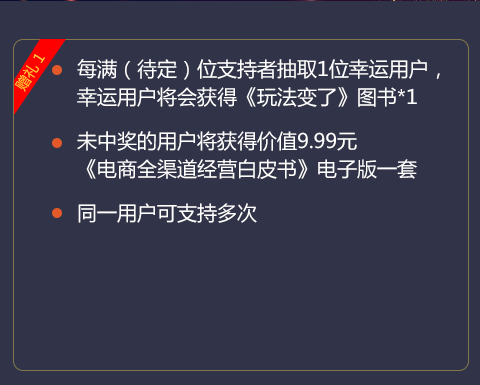 赠礼 1
每满（待定）位支持者抽取1位幸运用户，
幸运用户将会获得《玩法变了》图书*1
未中奖的用户将获得价值9.99元
《电商全渠道经营白皮书》电子版一套
同一用户可支持多次